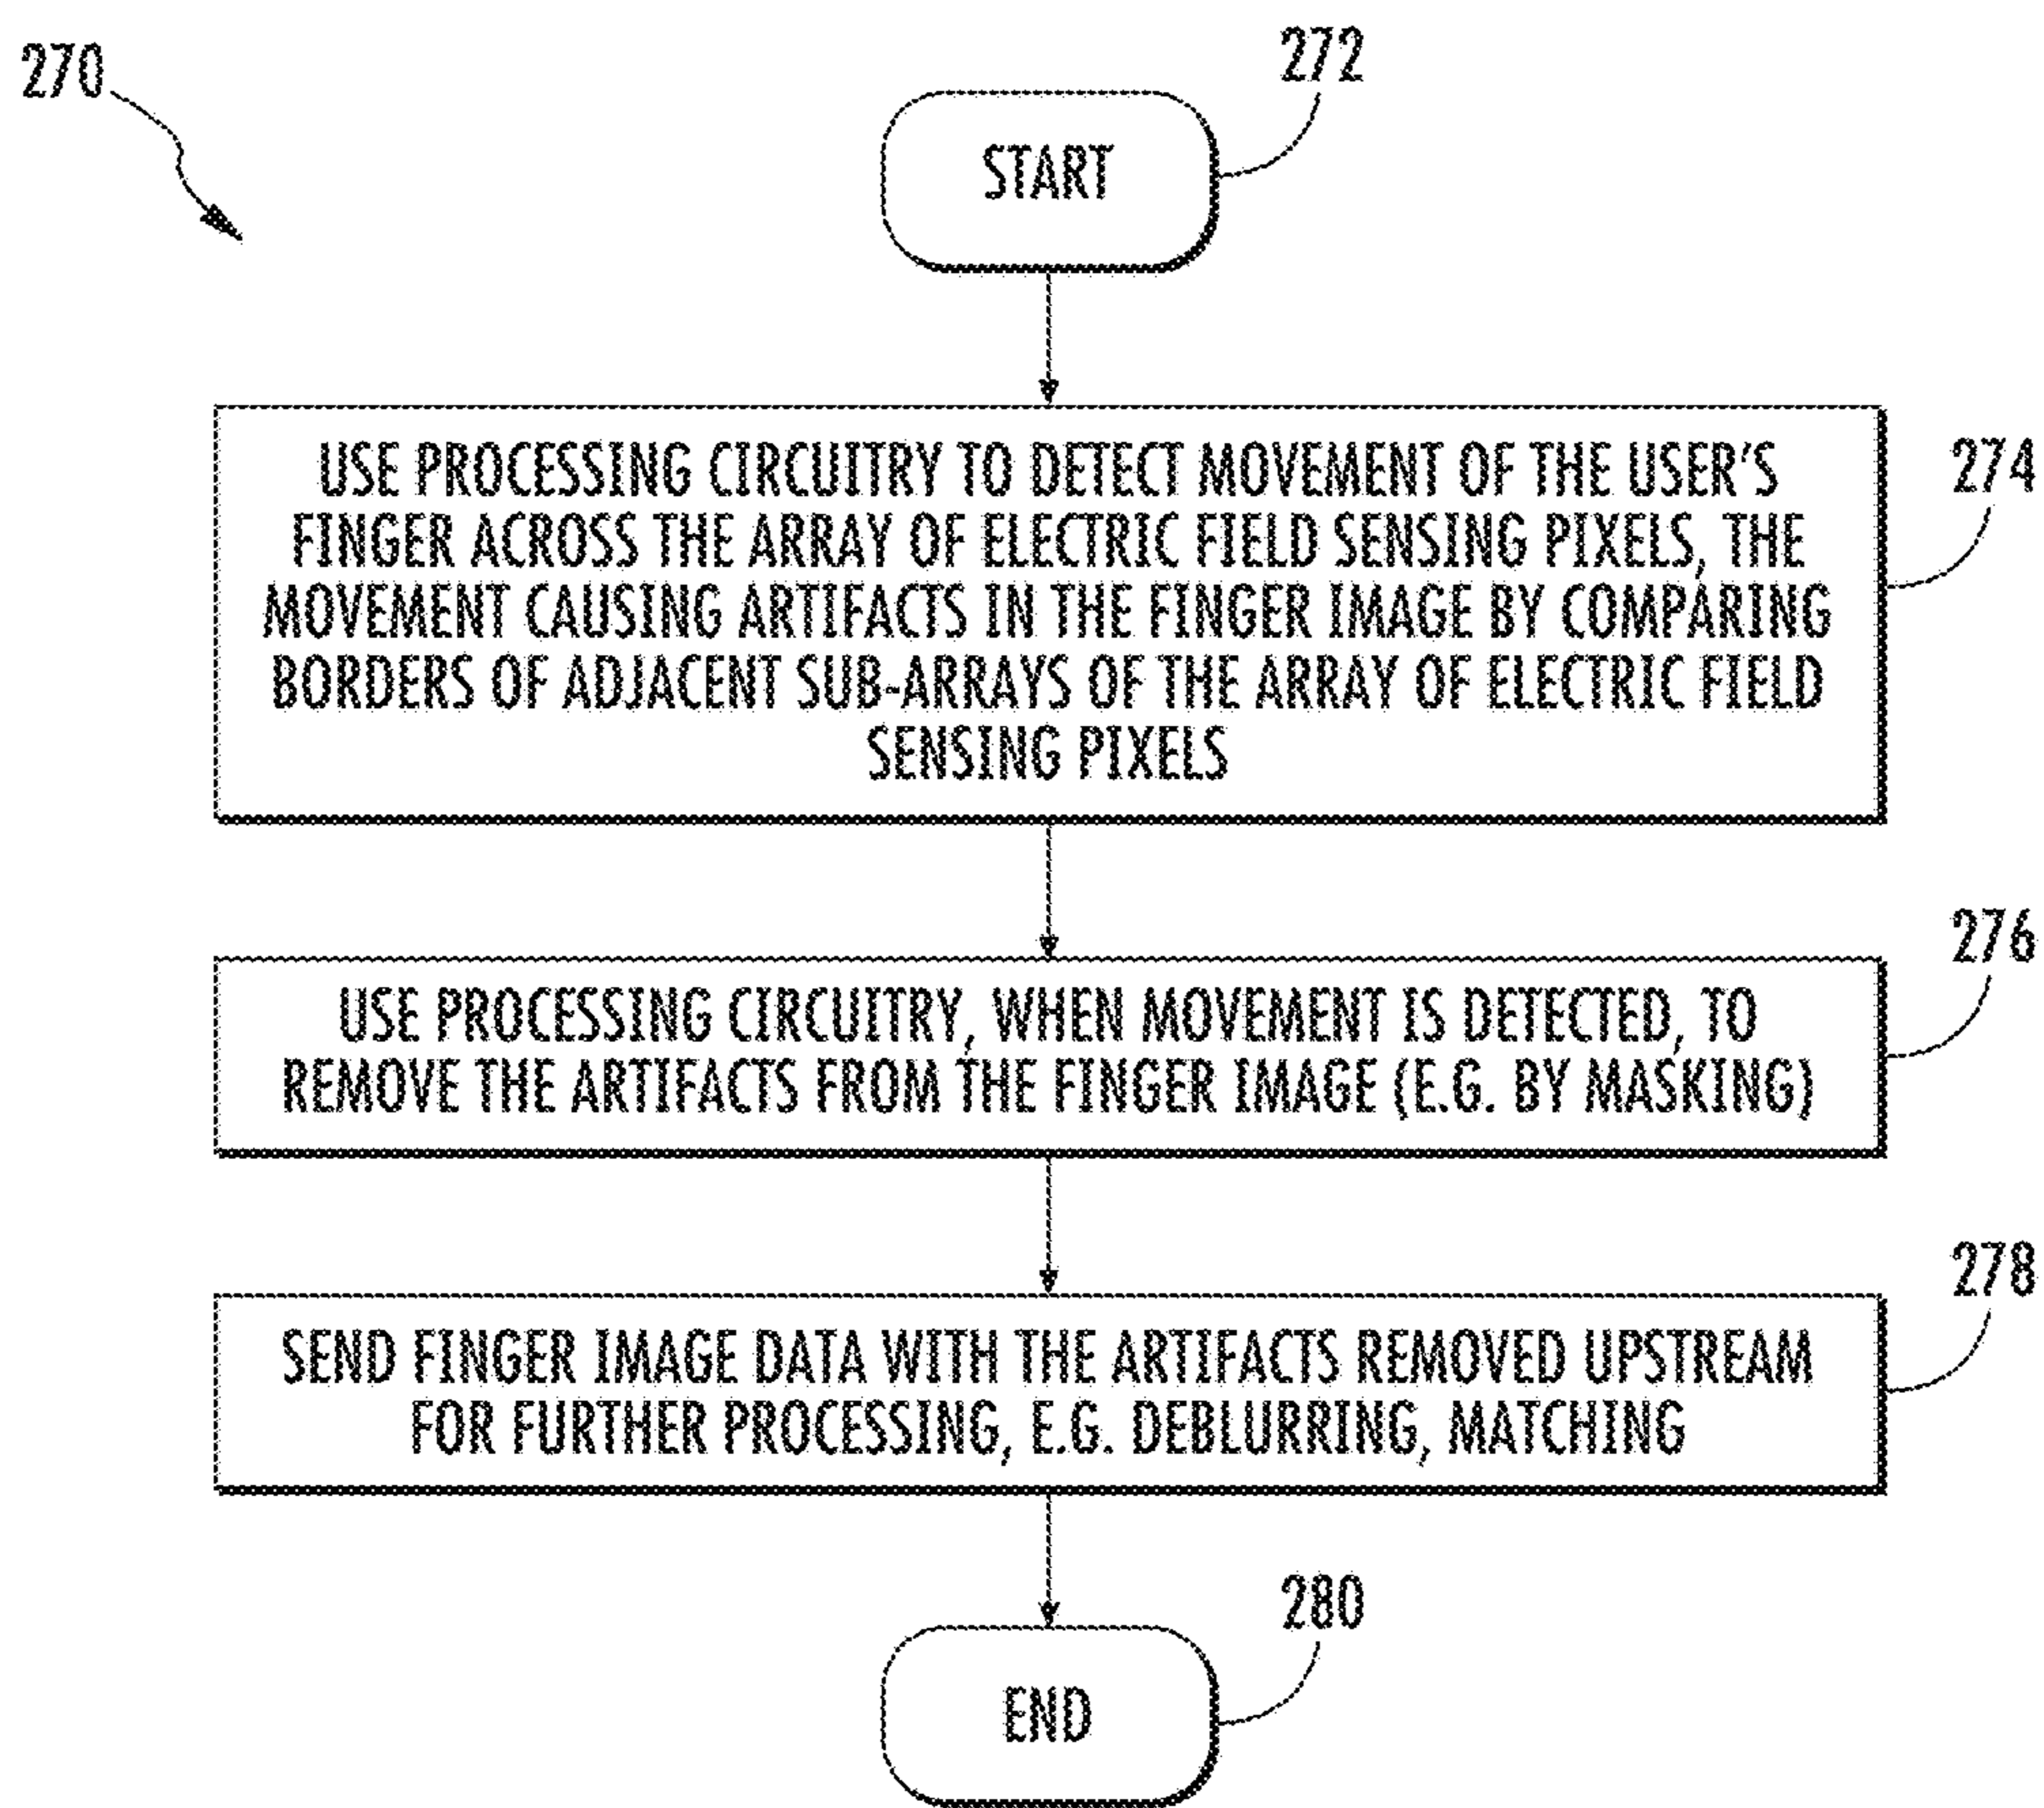 270
272
START
USE PROCESSING CIRCUITRY TO DETECT MOVEMENT OF THE USER'S
FINGER ACROSS THE ARRAY OF ELECTRIC FIELD SENSING PIXELS, THE
MOVEMENT CAUSING ARTIFACTS IN THE FINGER IMAGE BY COMPARING
BORDERS OF ADJACENT SUB-ARRAYS OF THE ARRAY OF ELECTRIC FIELD
SENSING PIXELS
274
USE PROCESSING CIRCUITRY, WHEN MOVEMENT IS DETECTED, TO
REMOVE THE ARTIFACTS FROM THE FINGER IMAGE (E.G. BY MASKING)
276
SEND FINGER IMAGE DATA WITH THE ARTIFACTS REMOVED UPSTREAM
FOR FURTHER PROCESSING, E.G. DEBLURRING, MATCHING
278
280
END